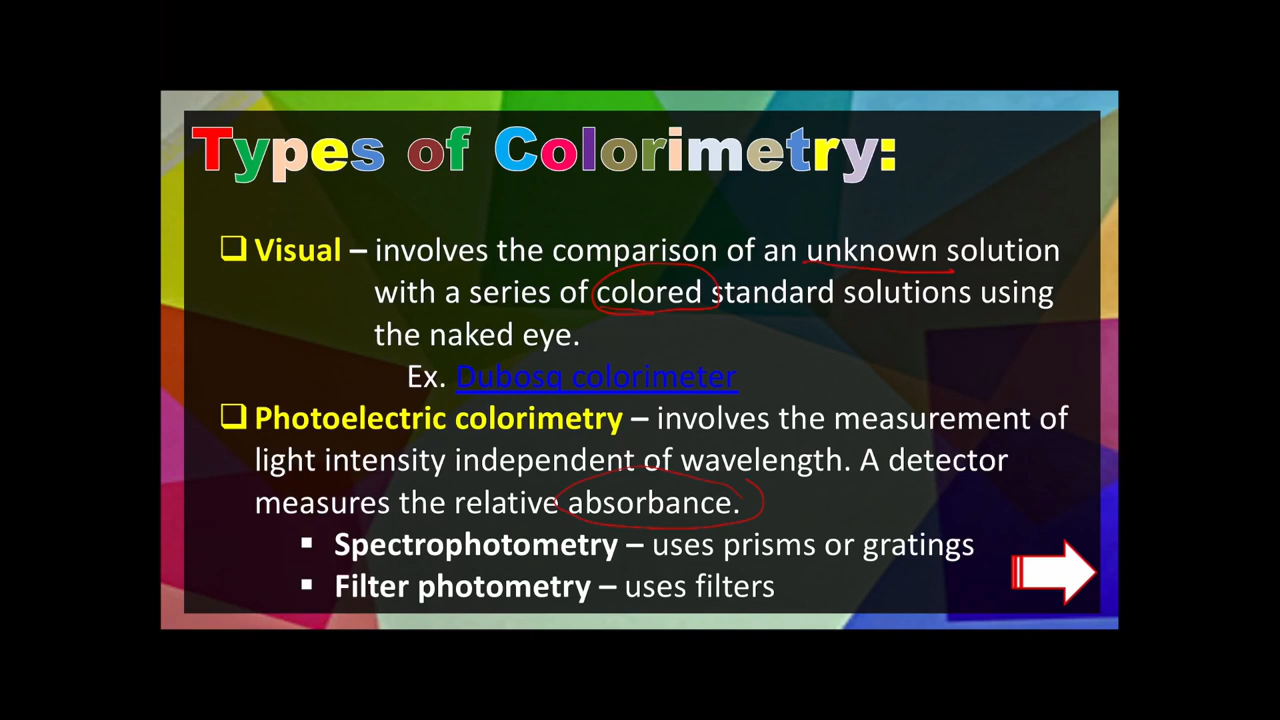 Types of Colorimetry:
Visual – involves the comparison of an unknown solution
with a series of colored standard solutions using
the naked eye.
Ex. Dubosq colorimeter
Photoelectric colorimetry – involves the measurement of
light intensity independent of wavelength. A detector
measures the relative absorbance.
Spectrophotometry – uses prisms or gratings
Filter photometry – uses filters